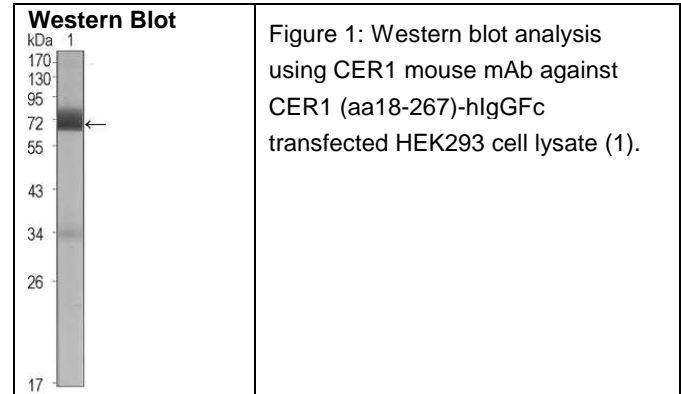 Western Blot
kDa 1
170
130
95
72 ←
55
43
34
26
17
Figure 1: Western blot analysis
using CER1 mouse mAb against
CER1 (aa18-267)-hIgGFc
transfected HEK293 cell lysate (1).